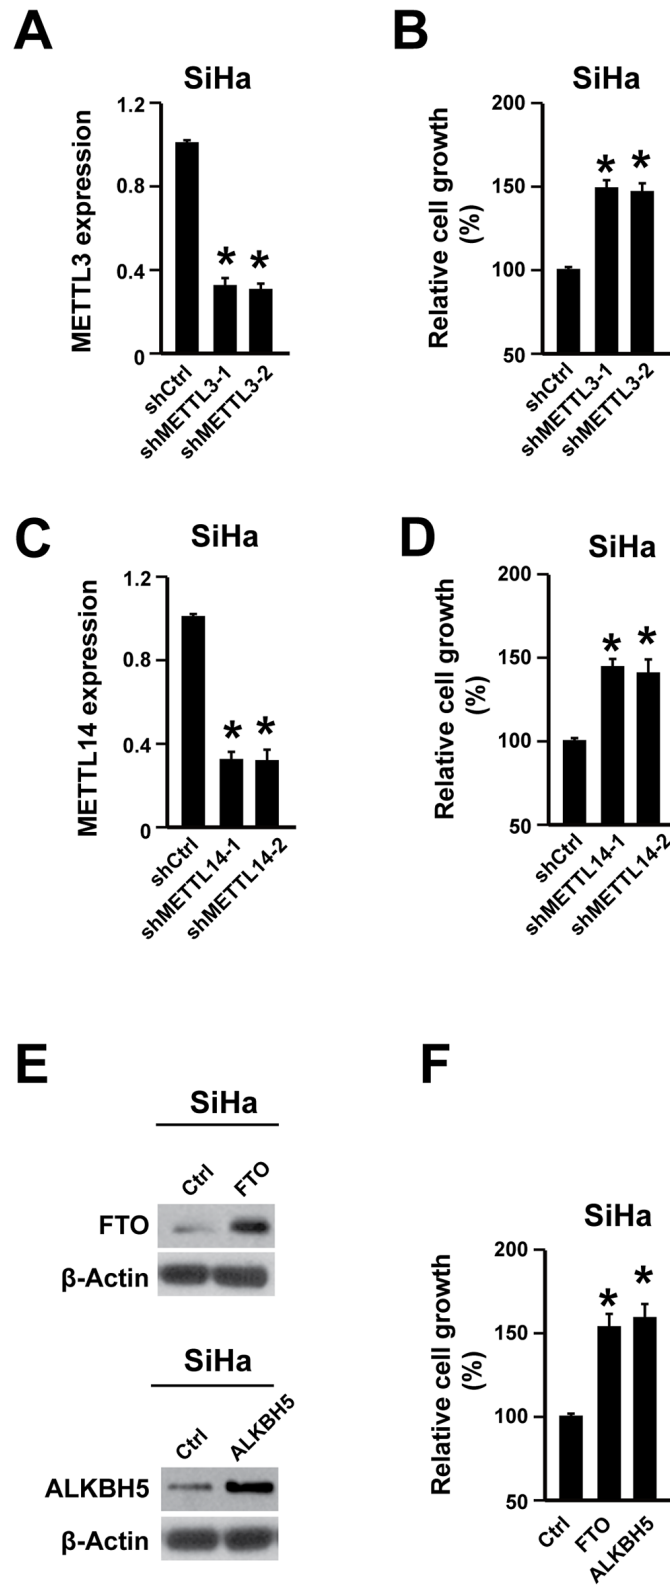 A
SiHa
METTL3 expression
1.2
0.8
0.4
0
* *
shCtrl
shMETTL3-1
shMETTL3-2
B
SiHa
Relative cell growth
(%)
200
150
100
50
* *
shCtrl
shMETTL3-1
shMETTL3-2
C
SiHa
METTL14 expression
1.2
0.8
0.4
0
* *
shCtrl
shMETTL14-1
shMETTL14-2
D
SiHa
Relative cell growth
(%)
200
150
100
50
* *
shCtrl
shMETTL14-1
shMETTL14-2
E
SiHa
Ctrl FTO
FTO
β-Actin
SiHa
Ctrl ALKBH5
ALKBH5
β-Actin
F
SiHa
Relative cell growth
(%)
200
150
100
50
* *
Ctrl
FTO
ALKBH5